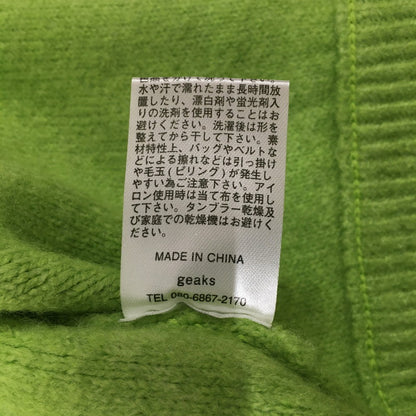 水や汗で濡れたまま長時間放
置したり、漂白剤や蛍光剤入
りの洗剤を使用することはお
避けください。洗濯後は形を
整えてから干して下さい。素
材特性上、バッグやベルトな
どによる擦れなどは引っ掛け
や毛玉(ピリング)が発生し
やすい為ご注意下さい。アイ
ロン使用時は当て布を使用し
て下さい。タンブラー乾燥及
び家庭での乾燥機はお避けく
ださい。
MADE IN CHINA
geaks
TEL 080-6867-2170